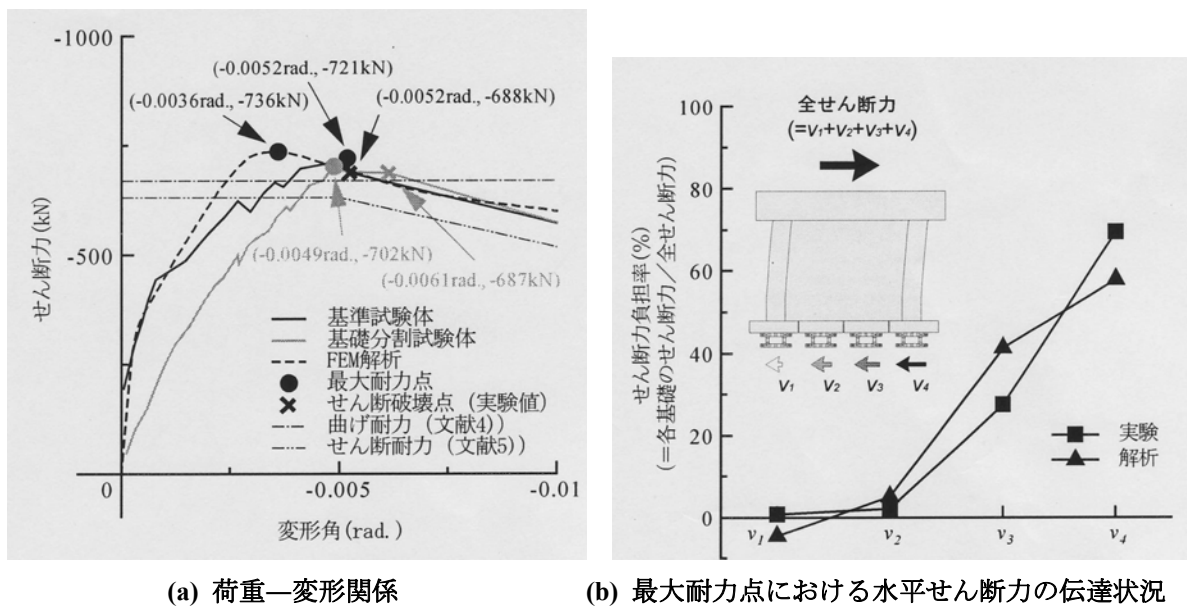 -1000
(-0.0052rad., -721kN)
(-0.0052rad., -688kN)
(-0.0036rad., -736kN)
-500
(-0.0049rad., -702kN)
(-0.0061rad., -687kN)
せん断力(kN)
基準試験体
基礎分割試験体
FEM解析
最大耐力点
せん断破壊点（実験値）
曲げ耐力（文献4））
せん断耐力（文献5））
0
-0.005
-0.01
変形角(rad.)
(a) 荷重―変形関係
100
80
60
40
20
0
せん断力負担率(%)
(=各基礎のせん断力／全せん断力)
全せん断力
(=V1+V2+V3+V4)
V1
V2
V3
V4
実験
解析
v1
v2
v3
v4
(b) 最大耐力点における水平せん断力の伝達状況